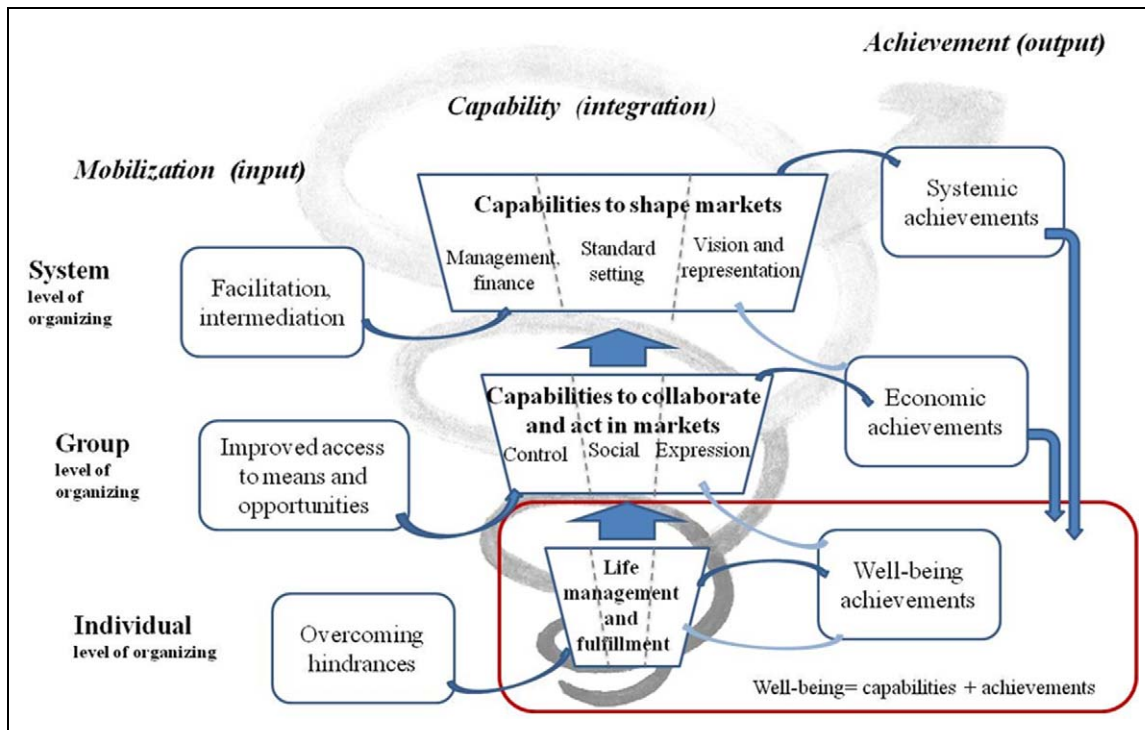 Achievement (output)
Capability (integration)
Mobilization (input)
Systemic
achievements
Capabilities to shape markets
Management,
finance
Standard
setting
Vision and
representation
System
level of
organizing
Facilitation,
intermediation
Economic
achievements
Capabilities to collaborate
and act in markets
Control
Social
Expression
Group
level of
organizing
Improved access
to means and
opportunities
Life
management
and
fulfillment
Well-being
achievements
Individual
level of organizing
Overcoming
hindrances
Well-being= capabilities + achievements